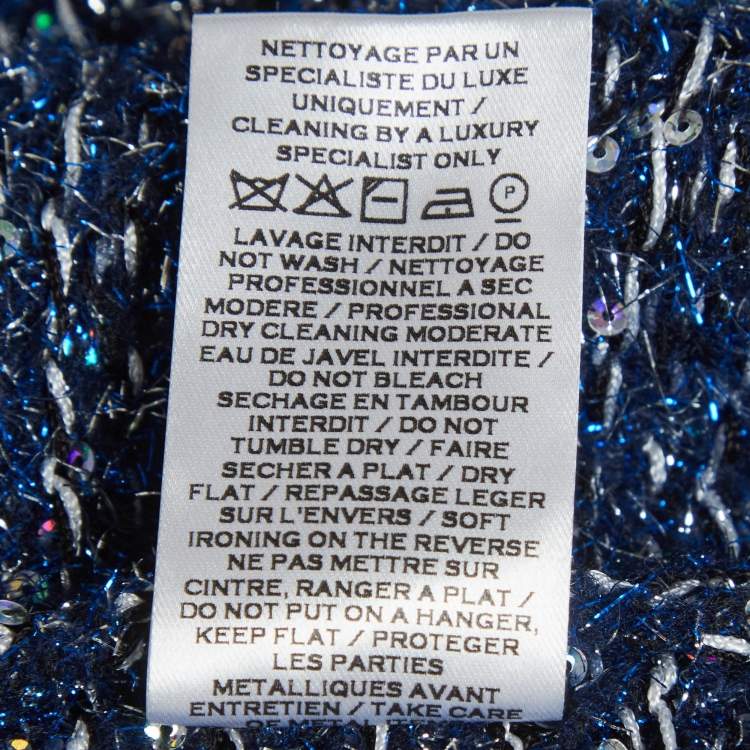 NETTOYAGE PAR UN
SPECIALISTE DU LUXE
UNIQUEMENT /
CLEANING BY A LUXURY
SPECIALIST ONLY
P
LAVAGE INTERDIT / DO
NOT WASH / NETTOYAGE
PROFESSIONNEL A SEC
MODERE / PROFESSIONAL
DRY CLEANING MODERATE
EAU DE JAVEL INTERDITE /
DO NOT BLEACH
SECHAGE EN TAMBOUR
INTERDIT / DO NOT
TUMBLE DRY / FAIRE
SECHER A PLAT / DRY
FLAT / REPASSAGE LEGER
SUR L'ENVERS / SOFT
IRONING ON THE REVERSE
NE PAS METTRE SUR
CINTRE, RANGER A PLAT /
DO NOT PUT ON A HANGER,
KEEP FLAT / PROTEGER
LES PARTIES
METALLIQUES AVANT
ENTRETIEN / TAKE CARE
OF METAL